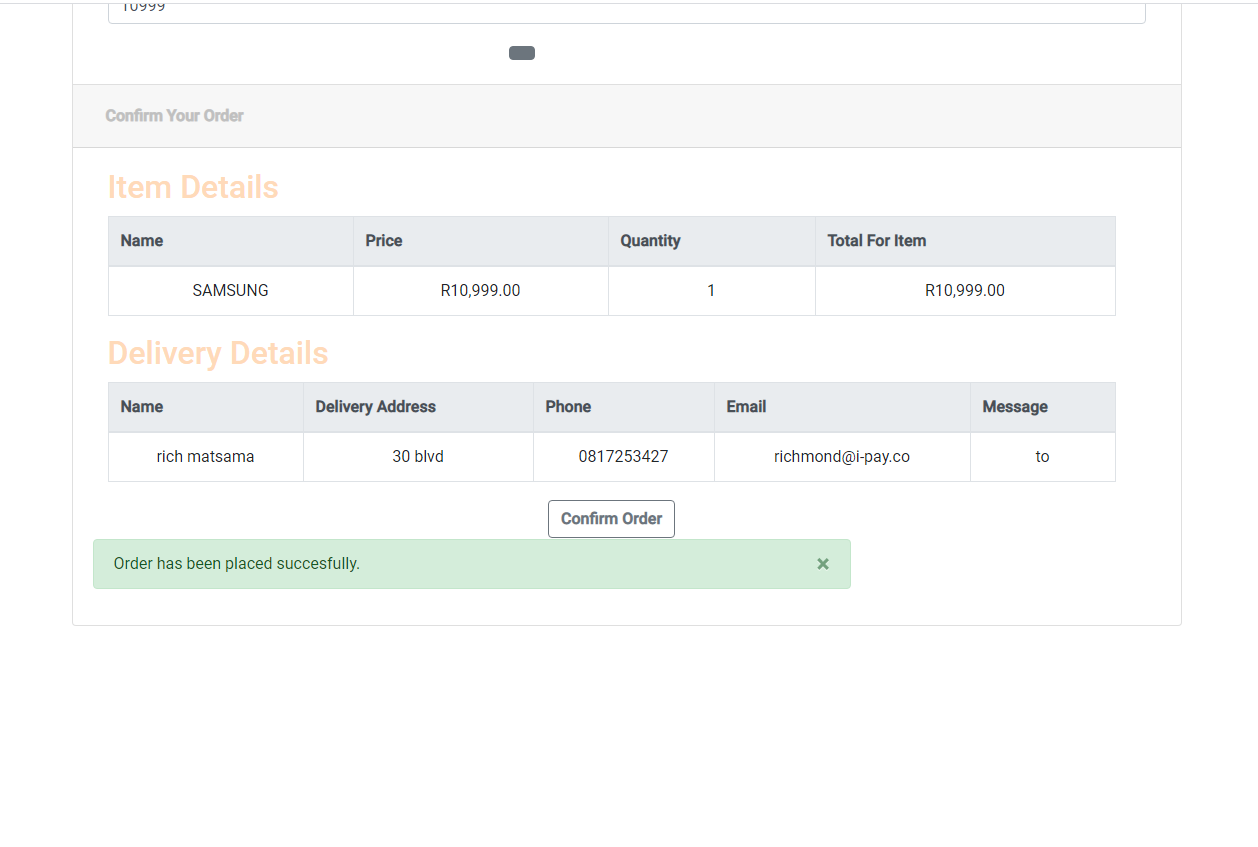 10999
Confirm Your Order
Item Details
Name Price Quantity Total For Item
SAMSUNG R10,999.00 1 R10,999.00
Delivery Details
Name Delivery Address Phone Email Message
rich matsama 30 blvd 0817253427 richmond@i-pay.co to
Confirm Order
Order has been placed succesfully. ×